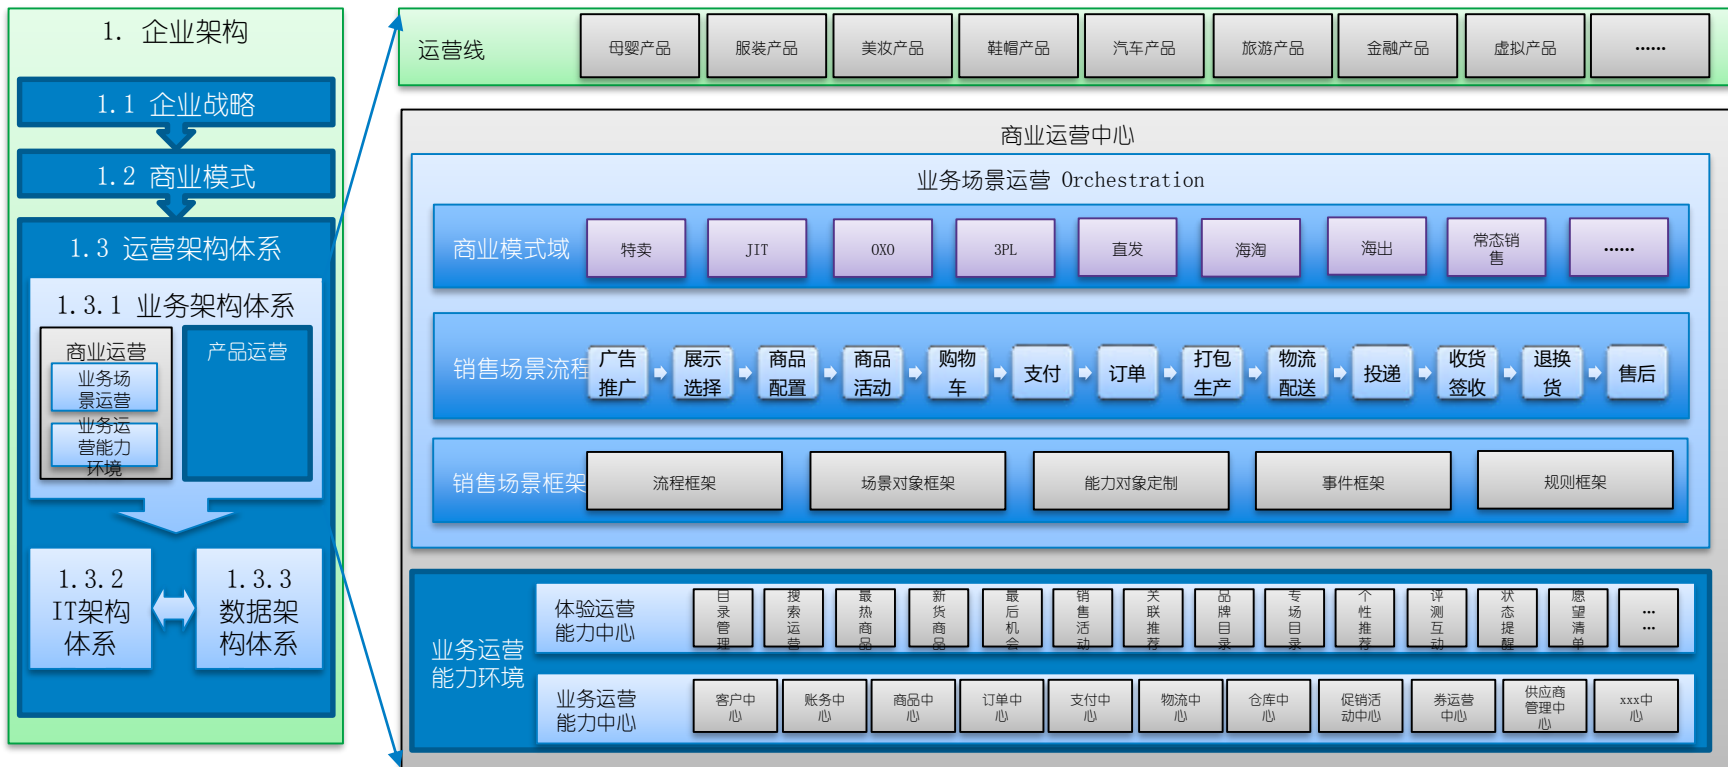 1. 企业架构
1.1 企业战略
1.2 商业模式
1.3 运营架构体系
1.3.1 业务架构体系
商业运营
业务场
景运营
业务运
营能力
环境
产品运营
1.3.2
IT架构
体系
1.3.3
数据架
构体系
运营线
母婴产品
服装产品
美妆产品
鞋帽产品
汽车产品
旅游产品
金融产品
虚拟产品
......
商业运营中心
业务场景运营 Orchestration
商业模式域
特卖
JIT
OXO
3PL
直发
海淘
海出
常态销
售
......
销售场景流程
广告
推广
展示
选择
商品
配置
商品
活动
购物
车
支付
订单
打包
生产
物流
配送
投递
收货
签收
退换
货
售后
销售场景框架
流程框架
场景对象框架
能力对象定制
事件框架
规则框架
业务运营
能力环境
体验运营
能力中心
目录管理
搜索运营
最热商品
新货商品
最后机会
销售活动
关联推荐
品牌目录
专场目录
个性推荐
评测互动
状态提醒
愿望清单
...
...
业务运营
能力中心
客户中
心
账务中
心
商品中
心
订单中
心
支付中
心
物流中
心
仓库中
心
促销活
动中心
券运营
中心
供应商
管理中
心
xxx中
心